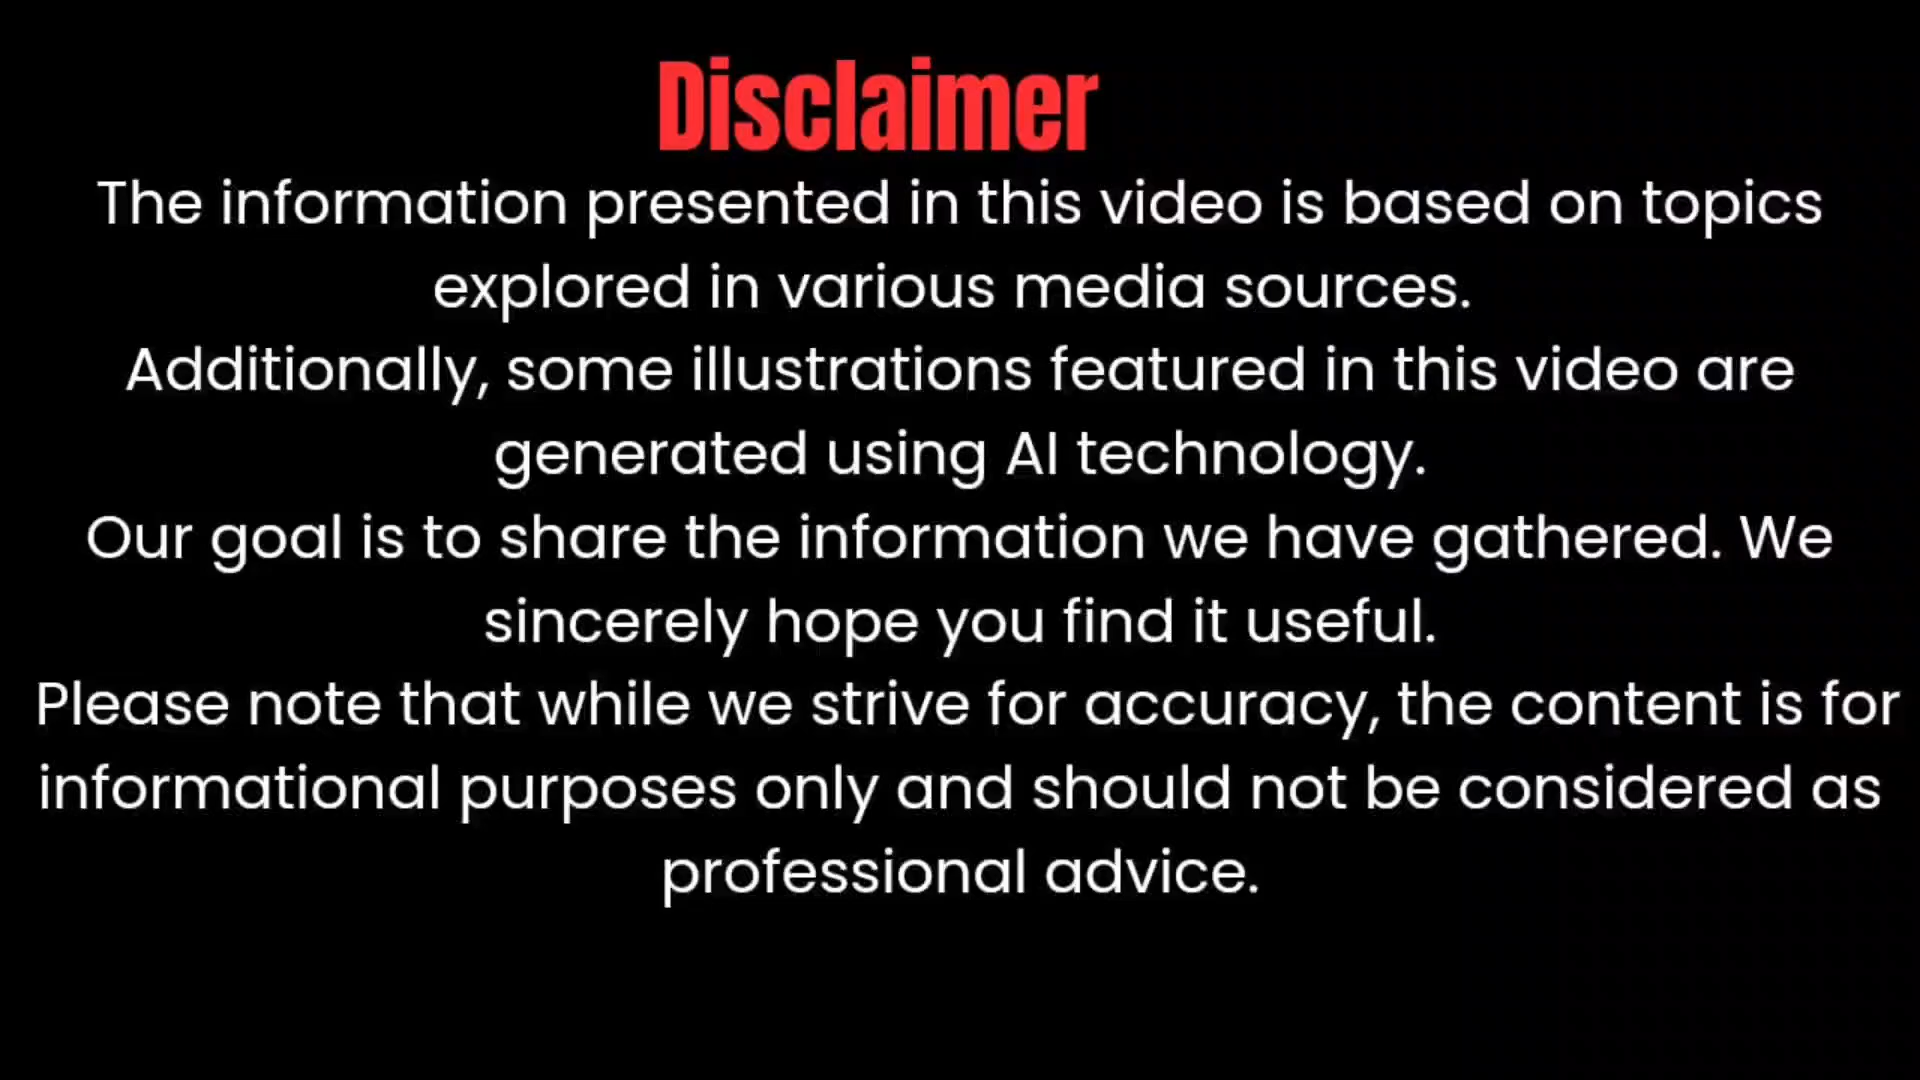 Disclaimer
The information presented in this video is based on topics
explored in various media sources.
Additionally, some illustrations featured in this video are
generated using AI technology.
Our goal is to share the information we have gathered. We
sincerely hope you find it useful.
Please note that while we strive for accuracy, the content is for
informational purposes only and should not be considered as
professional advice.